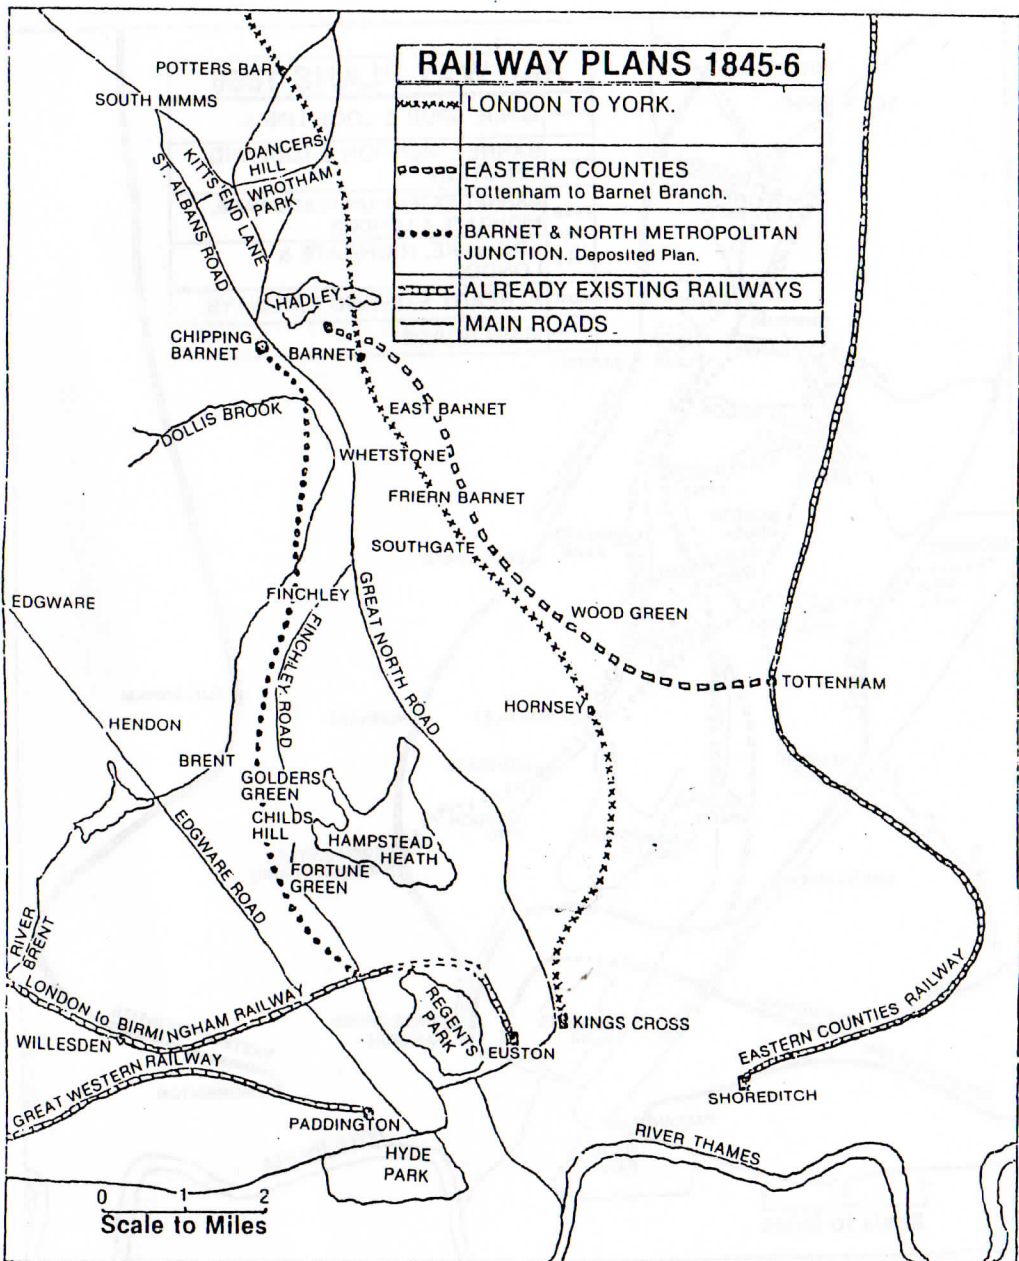 RAILWAY PLANS 1845-6
LONDON TO YORK.
EASTERN COUNTIES
Tottenham to Barnet Branch.
BARNET & NORTH METROPOLITAN
JUNCTION. Deposited Plan.
ALREADY EXISTING RAILWAYS
MAIN ROADS
POTTERS BAR
SOUTH MIMMS
DANCERS
HILL
WROTHAM
PARK
KITTS END LANE
ST. ALBANS ROAD
HADLEY
CHIPPING
BARNET
BARNET
DOLLIS BROOK
EAST BARNET
WHETSTONE
FRIERN BARNET
SOUTHGATE
EDGWARE
FINCHLEY
GREAT NORTH ROAD
WOOD GREEN
FINCHLEY ROAD
TOTTENHAM
HORNSEY
HENDON
BRENT
GOLDERS
GREEN
CHILDS
HILL
HAMPSTEAD
HEATH
FORTUNE
GREEN
EDGWARE ROAD
RIVER
BRENT
LONDON to BIRMINGHAM RAILWAY
WILLESDEN
REGENTS
PARK
KINGS CROSS
EUSTON
EASTERN COUNTIES RAILWAY
GREAT WESTERN RAILWAY
SHOREDITCH
PADDINGTON
HYDE
PARK
RIVER THAMES
0 1 2
Scale to Miles